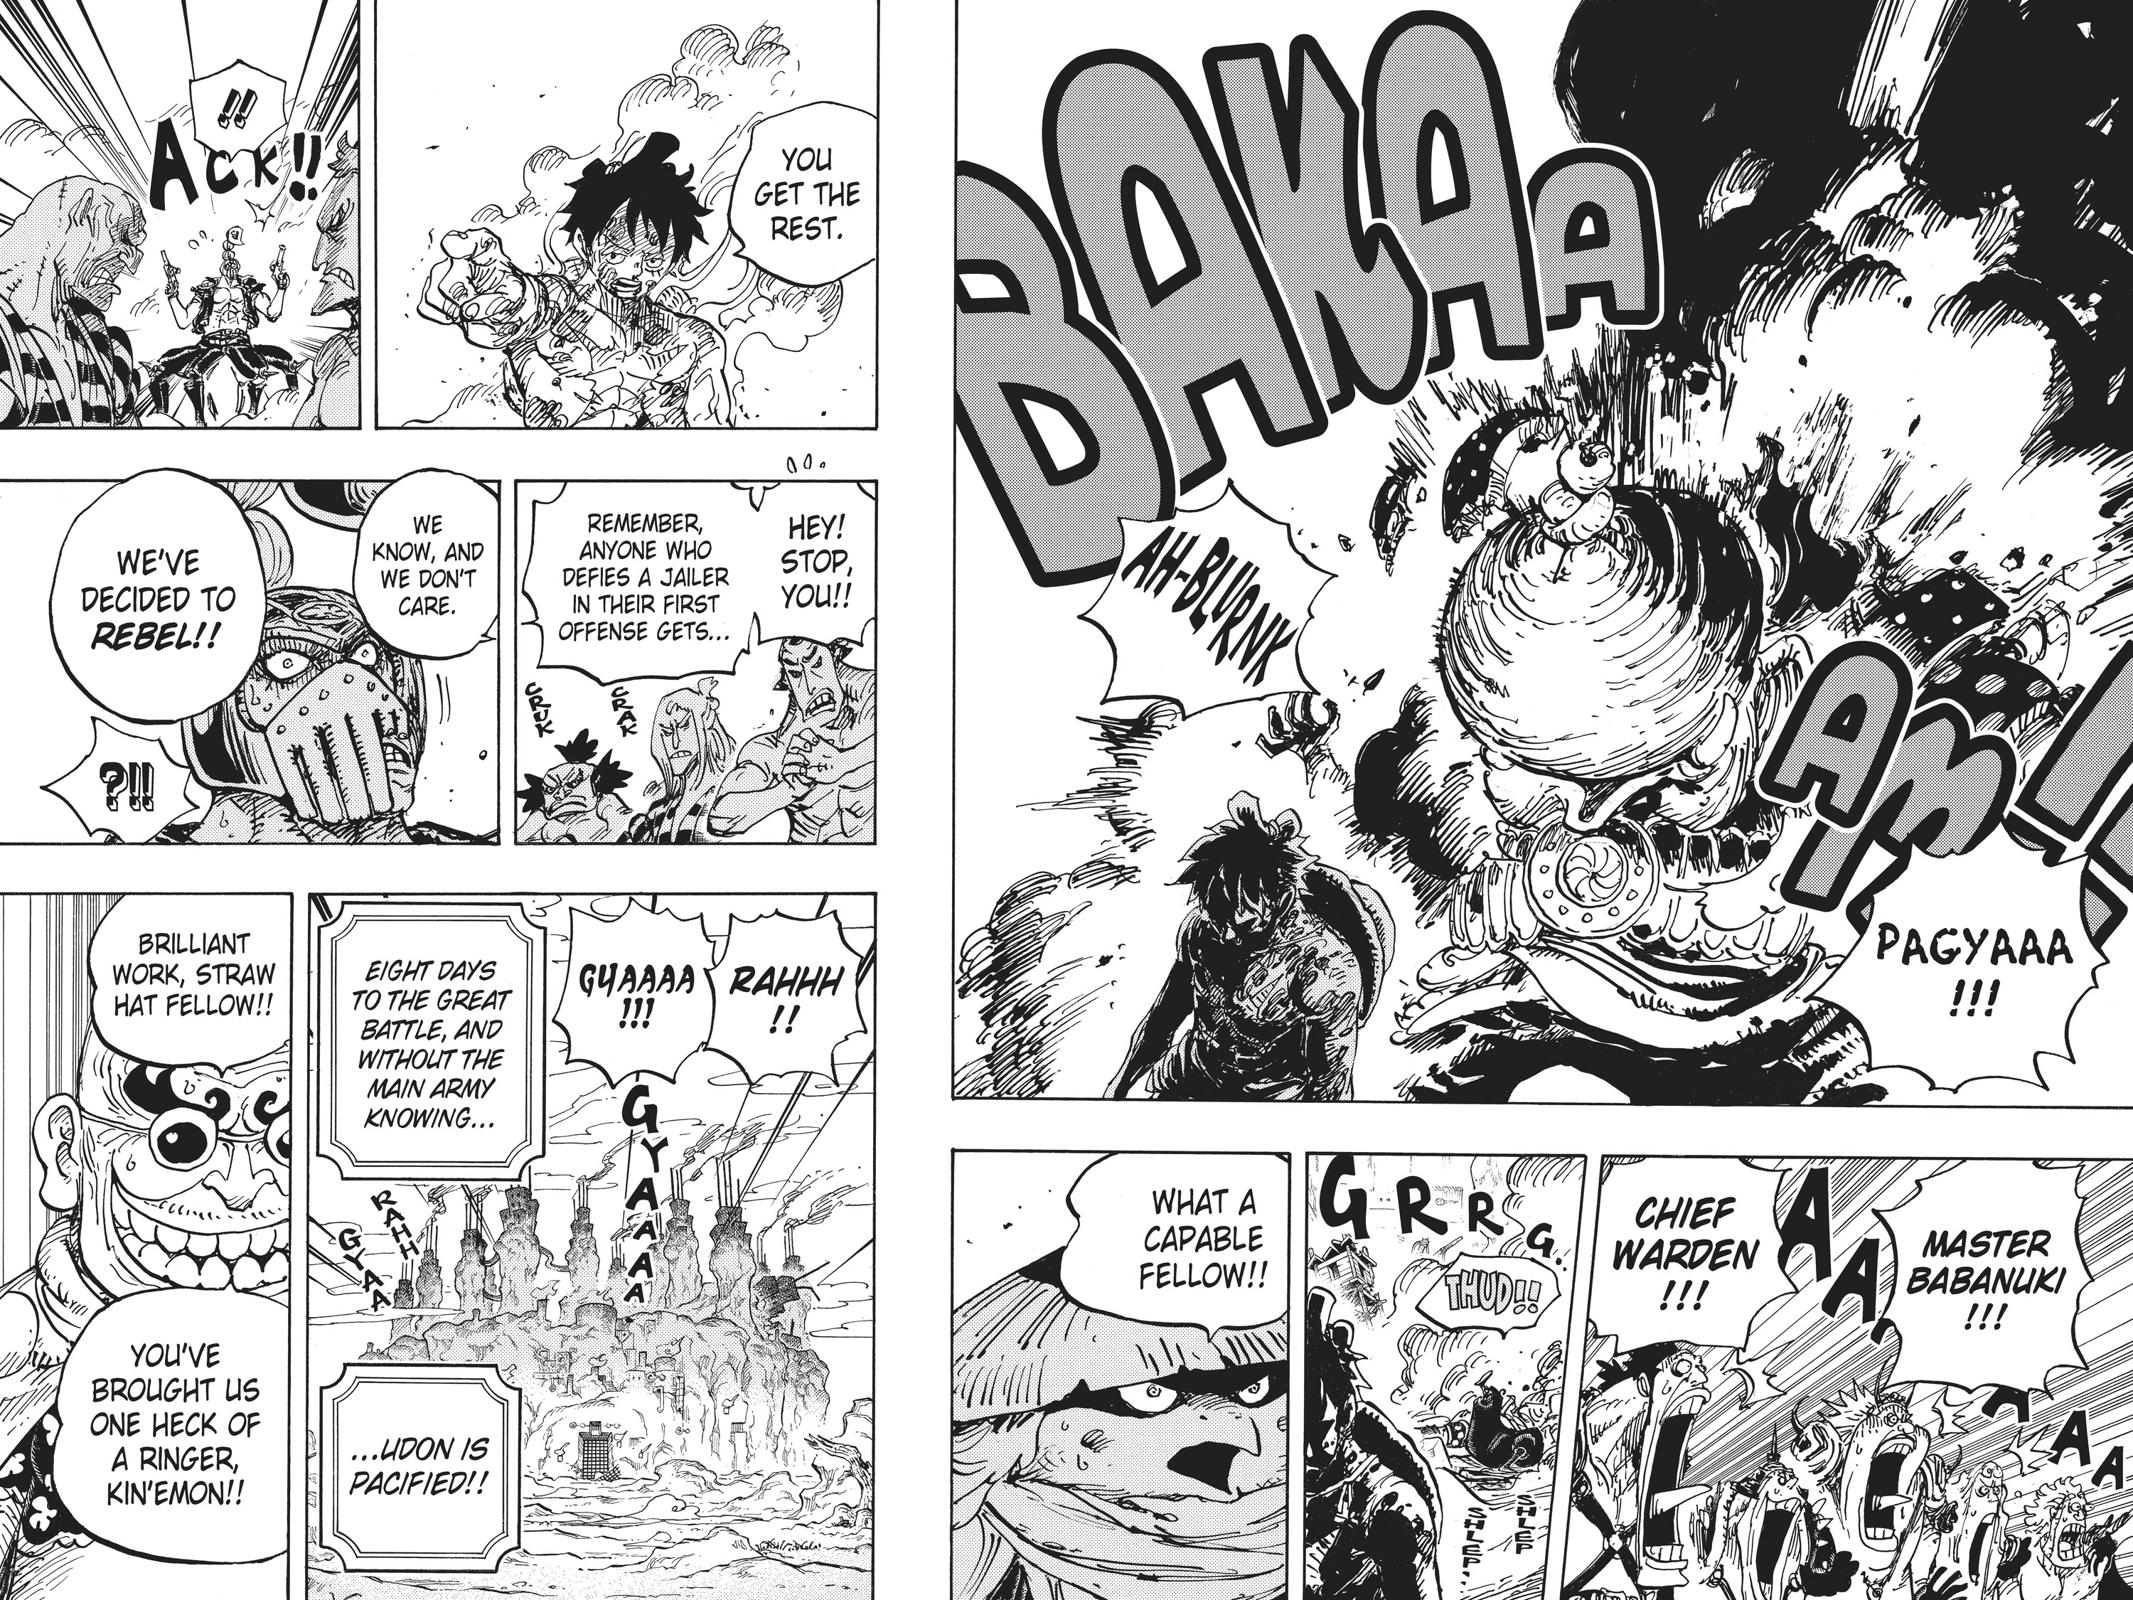 BAKAA
AM!!
AH-BLURNK
PAGYAAA
!!!
MASTER
BABANUKI
!!!
AA
CHIEF
WARDEN
!!!
AAA
GRRG..
THUD!!
SHLEP
SHLEP..
WHAT A
CAPABLE
FELLOW!!
YOU
GET THE
REST.
!!
ACK!!
HEY!
STOP,
YOU!!
REMEMBER,
ANYONE WHO
DEFIES A JAILER
IN THEIR FIRST
OFFENSE GETS...
CRAK
CRUK
WE
KNOW, AND
WE DON'T
CARE.
WE'VE
DECIDED TO
REBEL!!
?!!
RAHHH
!!
GYAAAA
!!!
EIGHT DAYS
TO THE GREAT
BATTLE, AND
WITHOUT THE
MAIN ARMY
KNOWING...
GYAAAA
RAHH
GYAA
...UDON IS
PACIFIED!!
BRILLIANT
WORK, STRAW
HAT FELLOW!!
YOU'VE
BROUGHT US
ONE HECK OF
A RINGER,
KIN'EMON!!